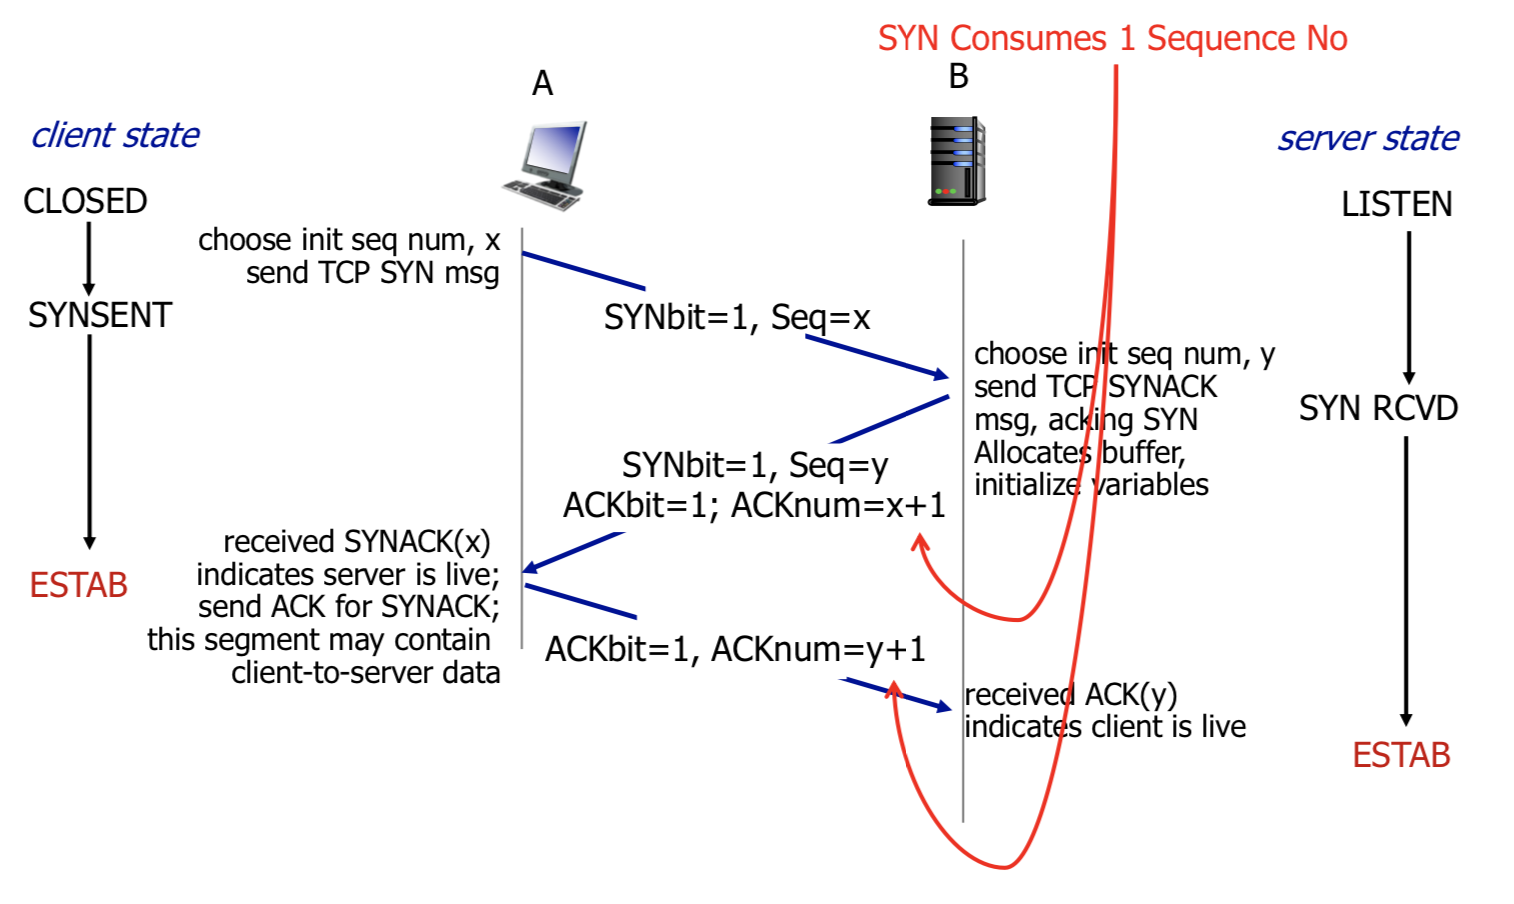 SYN Consumes 1 Sequence No
A
B
client state
server state
CLOSED
LISTEN
choose init seq num, x
send TCP SYN msg
SYNSENT
SYNbit=1, Seq=x
choose init seq num, y
send TCP SYNACK
msg, acking SYN
Allocates buffer,
initialize variables
SYN RCVD
SYNbit=1, Seq=y
ACKbit=1; ACKnum=x+1
received SYNACK(x)
indicates server is live;
send ACK for SYNACK;
this segment may contain
client-to-server data
ESTAB
ACKbit=1, ACKnum=y+1
received ACK(y)
indicates client is live
ESTAB